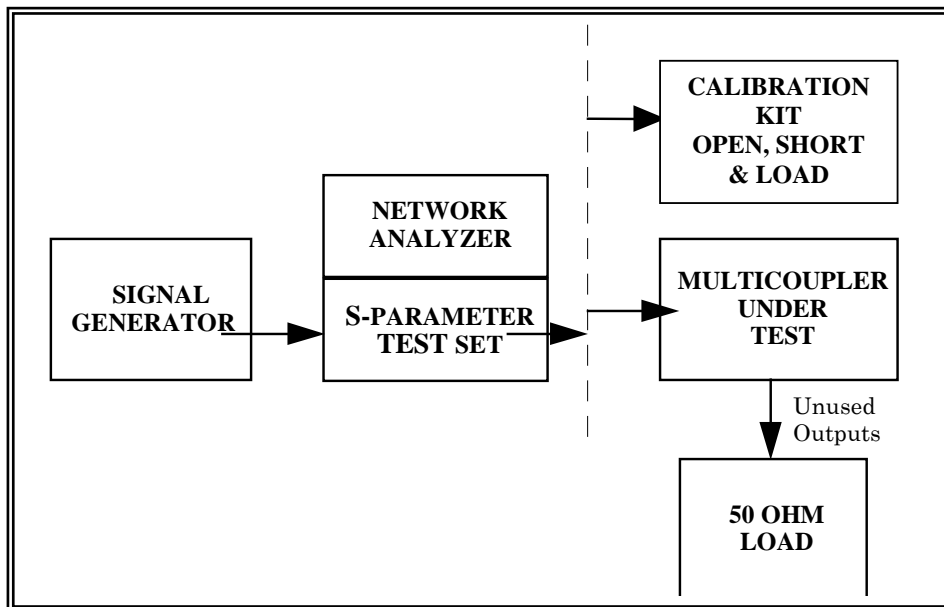 CALIBRATION
KIT
OPEN, SHORT
& LOAD
NETWORK
ANALYZER
SIGNAL
GENERATOR
S-PARAMETER
TEST SET
MULTICOUPLER
UNDER
TEST
Unused
Outputs
50 OHM
LOAD